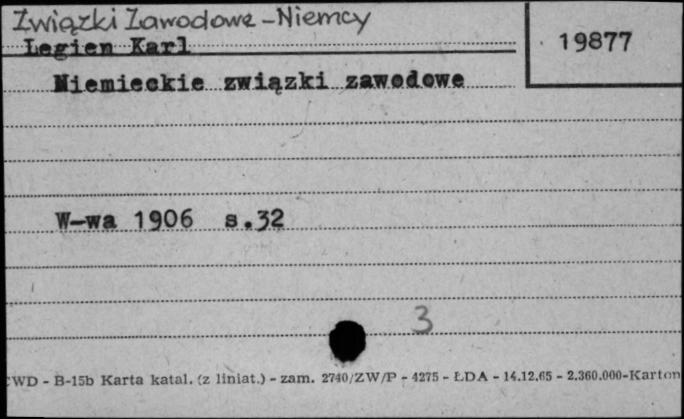 Związki Zawodowe - Niemcy
Legien Karl
19877
Niemieckie związki zawodowe
W-wa 1906 s.32
3
CWD - B-15b Karta katal. (z liniat.) - zam. 2740/ZW/P - 4275 - ŁDA - 14.12.65 - 2.360.000-Karton